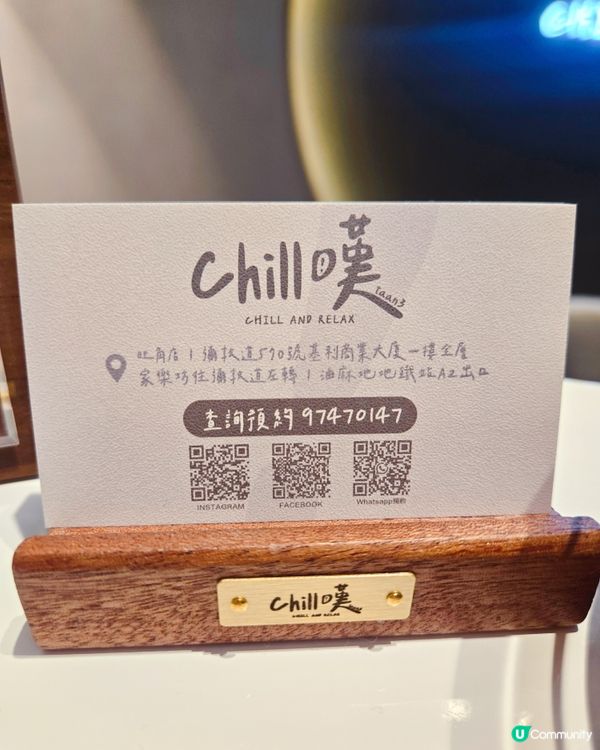 Chill嘆
taan3
CHILL AND RELAX
旺角店 | 彌敦道590號基利商業大廈一樓全層
家樂坊往彌敦道左轉 | 油麻地地鐵站A2出口
查詢預約 97470147
INSTAGRAM
FACEBOOK
Whatsapp預約
Chill嘆
CHILL AND RELAX
U Community